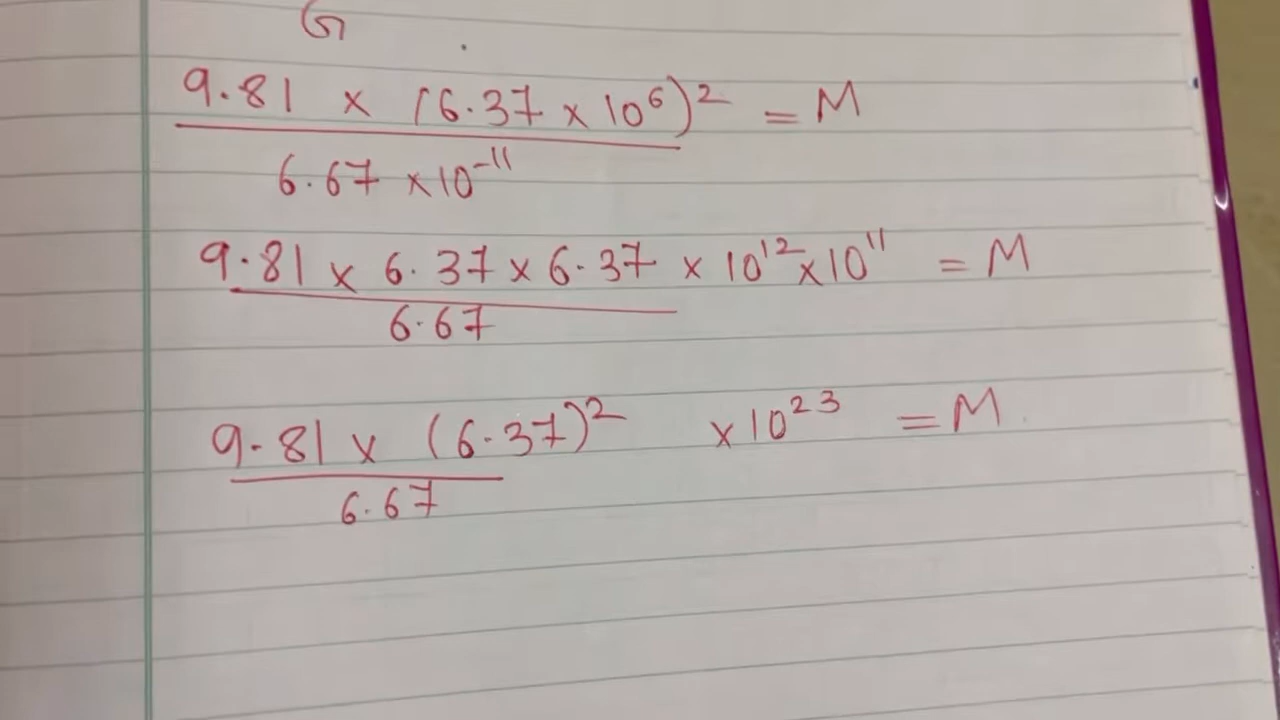 G
9.81 × (6.37 × 10⁶)² = M
6.67 × 10⁻¹¹
9.81 × 6.37 × 6.37 × 10¹² × 10¹¹ = M
6.67
9.81 × (6.37)² × 10²³ = M
6.67